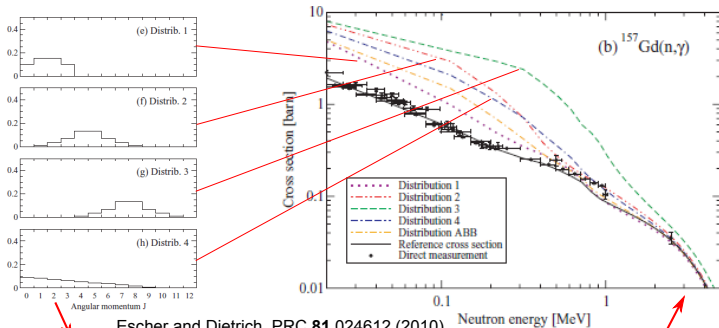 (e) Distrib. 1
0.4
0.2
0
(f) Distrib. 2
0.4
0.2
0
(g) Distrib. 3
0.4
0.2
0
(h) Distrib. 4
0.4
0.2
0
0 1 2 3 4 5 6 7 8 9 10 11 12
Angular momentum J
Escher and Dietrich, PRC 81 024612 (2010)
(b) ¹⁵⁷Gd(n,γ)
Cross section [barn]
10
1
0.1
0.01
Distribution 1
Distribution 2
Distribution 3
Distribution 4
Distribution ABB
Reference cross section
Direct measurement
0.1 1
Neutron energy [MeV]